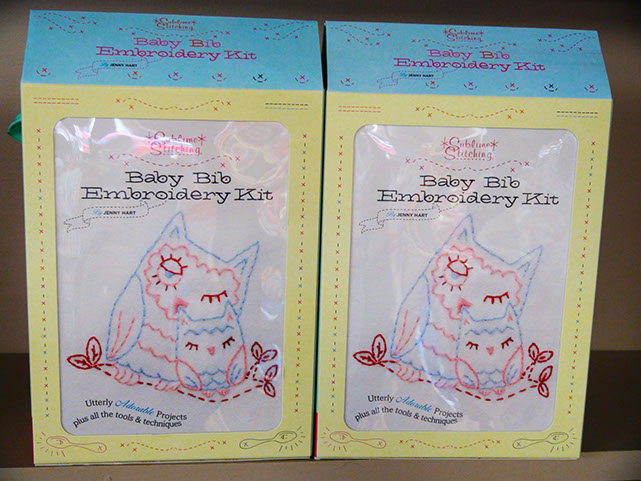 Sublime
Stitching
Baby Bib
Embroidery Kit
By JENNY HART
*Sublime*
Stitching
Baby Bib
Embroidery Kit
By JENNY HART
Utterly Adorable Projects
plus all the tools & techniques
Sublime
Stitching
Baby Bib
Embroidery Kit
By JENNY HART
*Sublime*
Stitching
Baby Bib
Embroidery Kit
By JENNY HART
Utterly Adorable Projects
plus all the tools & techniques